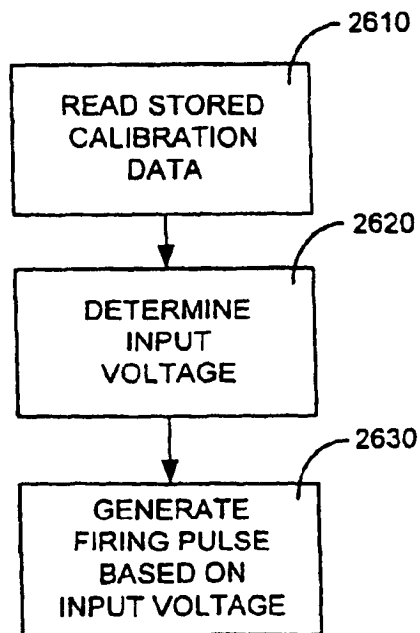 2610
READ STORED
CALIBRATION
DATA
2620
DETERMINE
INPUT
VOLTAGE
2630
GENERATE
FIRING PULSE
BASED ON
INPUT VOLTAGE